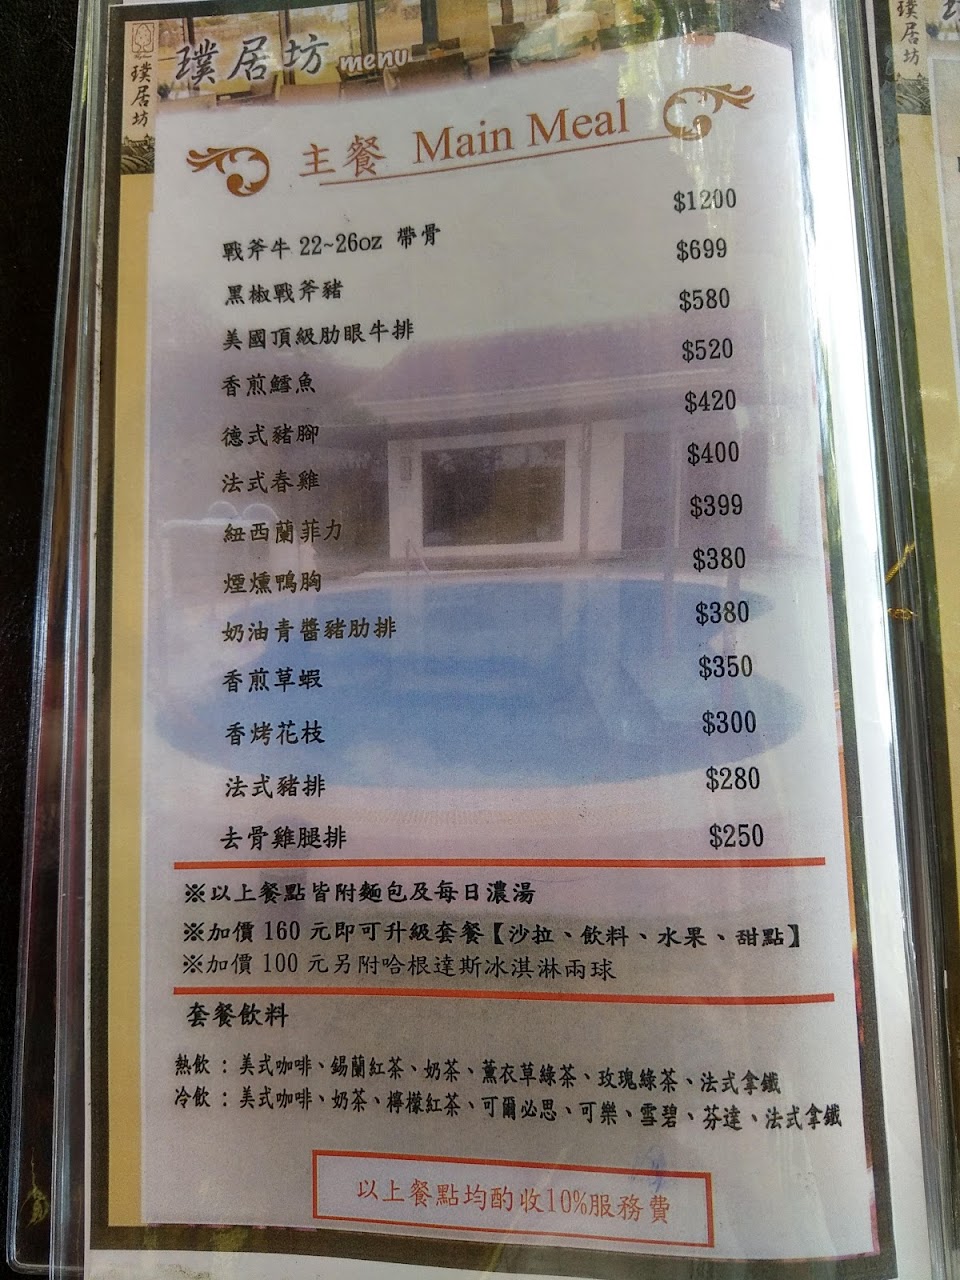 璞居坊
璞居坊 menu
主餐 Main Meal
戰斧牛 22~26oz 帶骨 $1200
黑椒戰斧豬 $699
美國頂級肋眼牛排 $580
香煎鱈魚 $520
德式豬腳 $420
法式春雞 $400
紐西蘭菲力 $399
煙燻鴨胸 $380
奶油青醬豬肋排 $380
香煎草蝦 $350
香烤花枝 $300
法式豬排 $280
去骨雞腿排 $250
※以上餐點皆附麵包及每日濃湯
※加價 160 元即可升級套餐【沙拉、飲料、水果、甜點】
※加價 100 元另附哈根達斯冰淇淋兩球
套餐飲料
熱飲：美式咖啡、錫蘭紅茶、奶茶、薰衣草綠茶、玫瑰綠茶、法式拿鐵
冷飲：美式咖啡、奶茶、檸檬紅茶、可爾必思、可樂、雪碧、芬達、法式拿鐵
以上餐點均酌收10%服務費
璞居坊